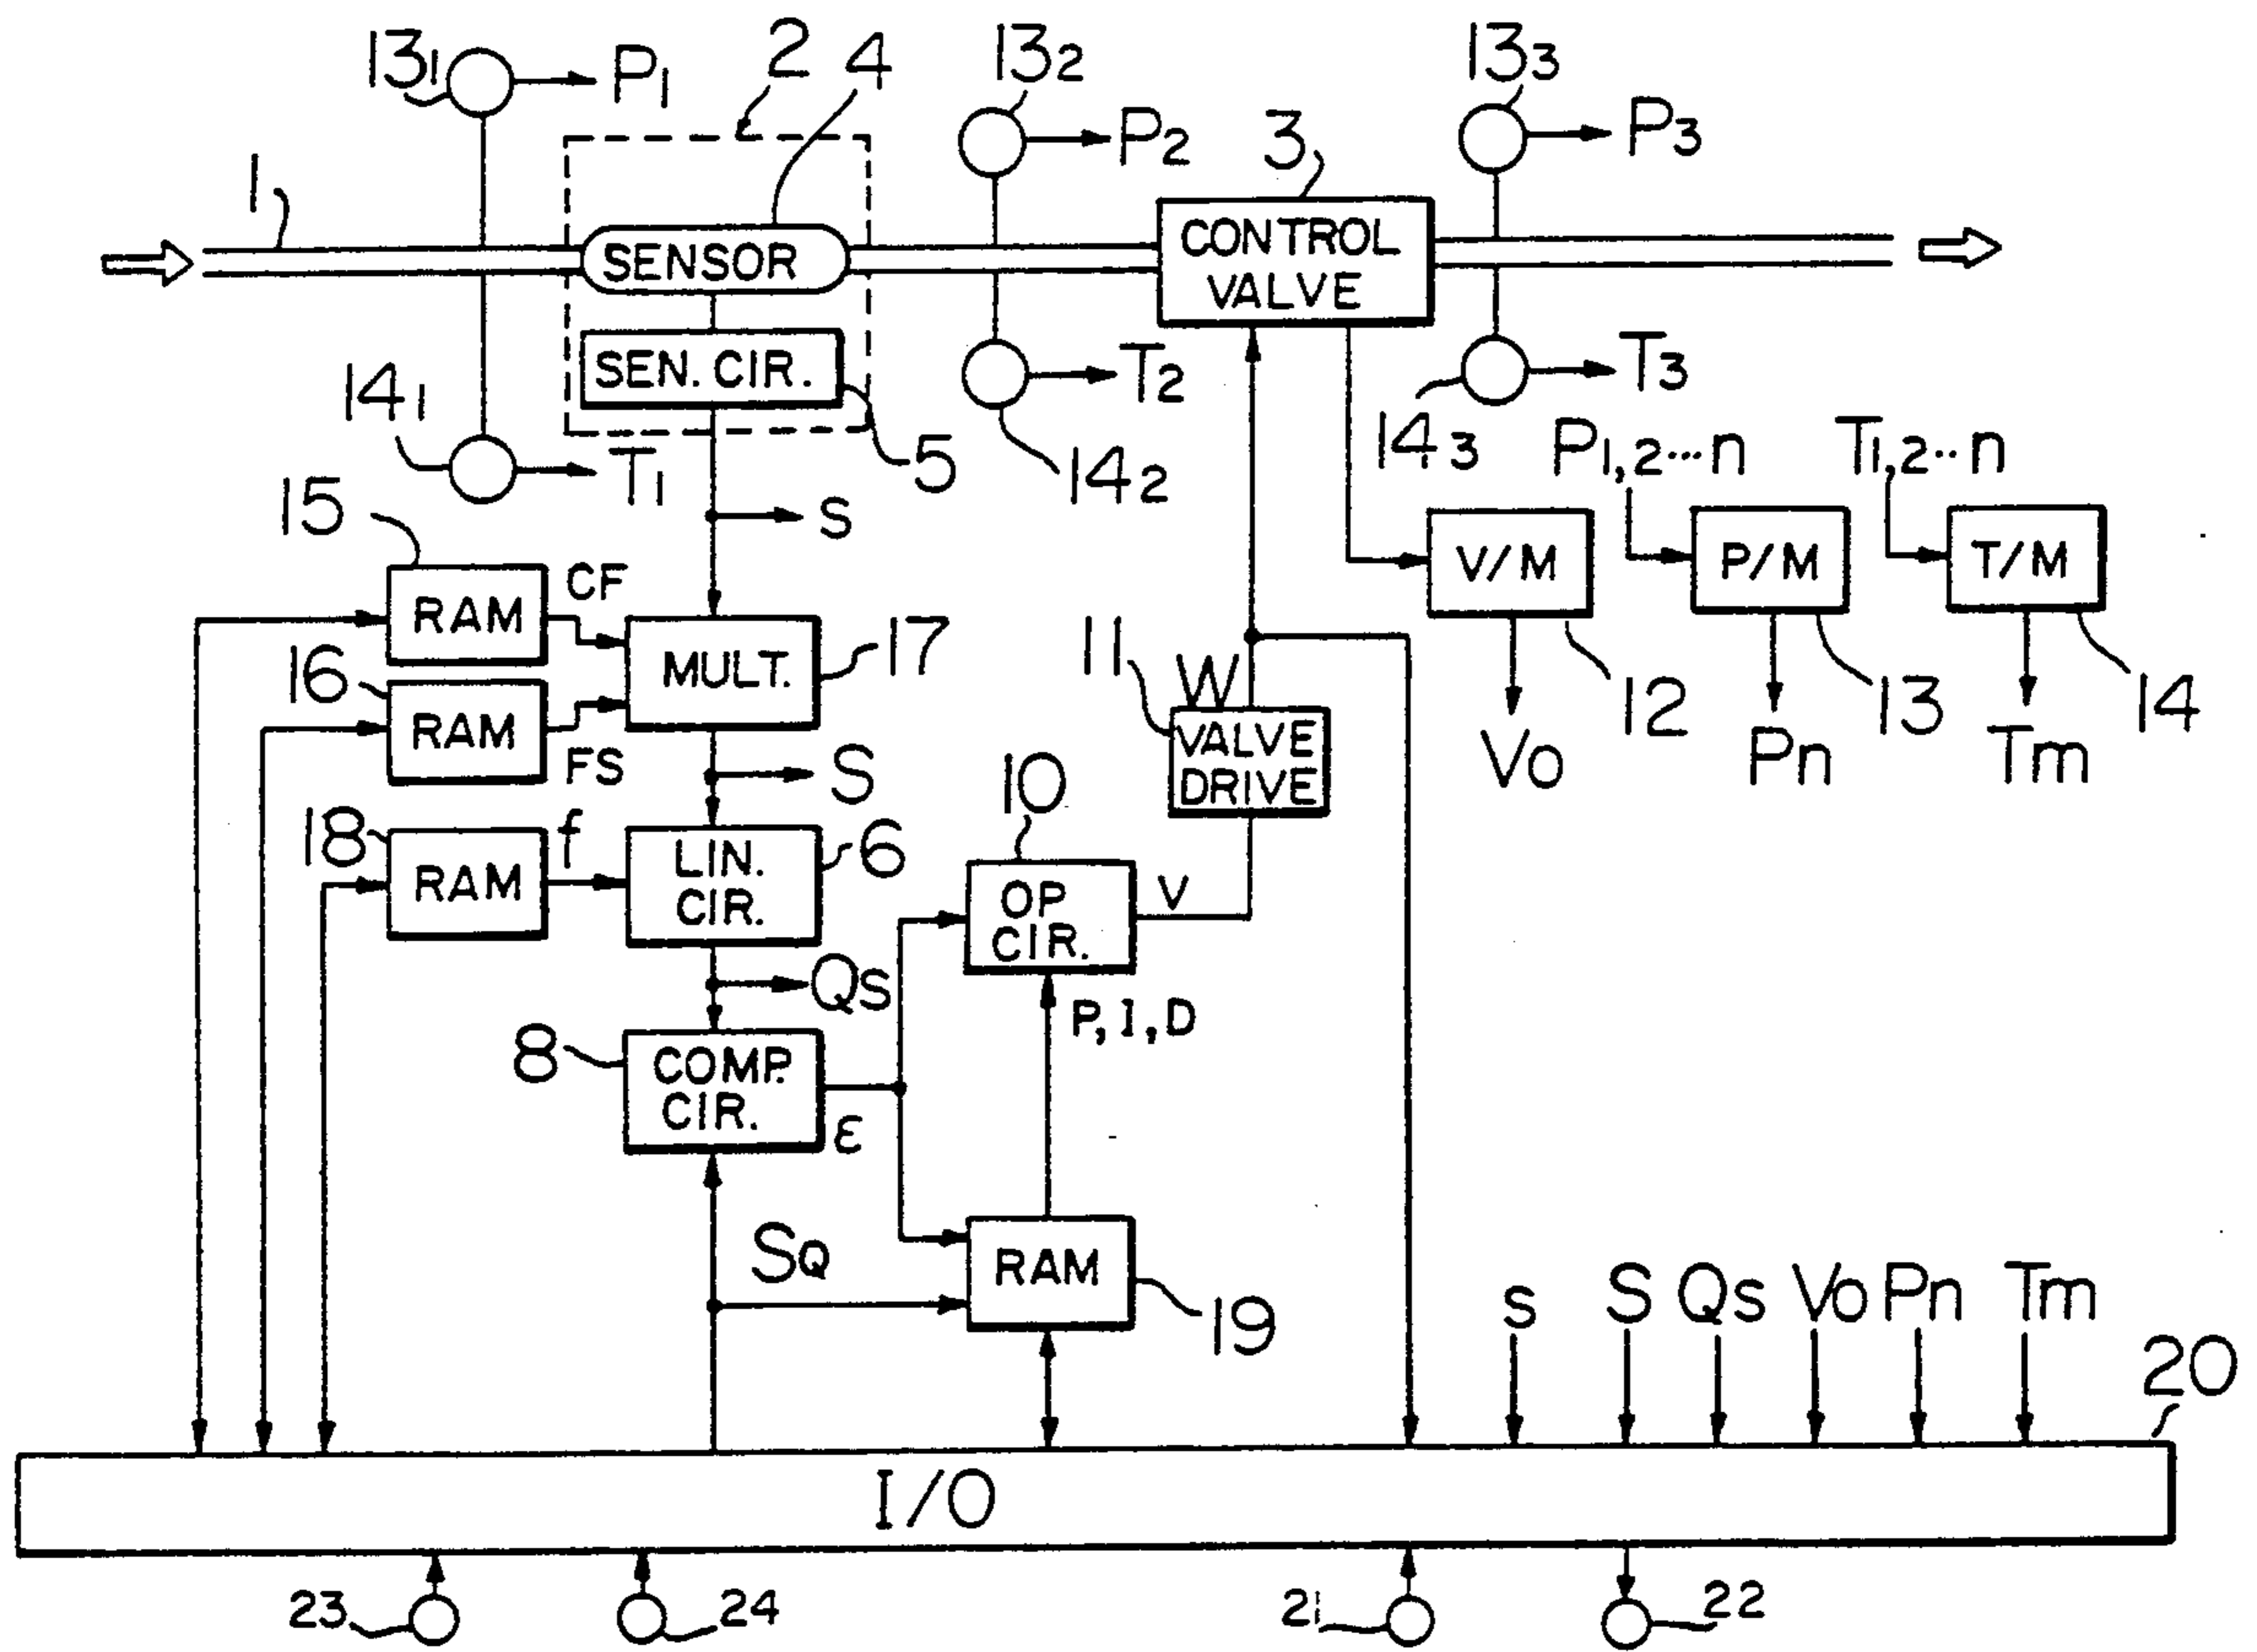 13₁
P₁
2
4
13₂
P₂
13₃
P₃
1
3
SENSOR
CONTROL
VALVE
SEN. CIR.
5
14₁
T₁
14₂
T₂
14₃
T₃
P₁,₂...n
T₁,₂..n
s
15
RAM
CF
16
RAM
FS
MULT.
17
V/M
P/M
T/M
12
13
14
Vo
Pn
Tm
11
W
VALVE
DRIVE
S
18
RAM
f
LIN.
CIR.
6
10
OP
CIR.
V
Qs
P, I, D
8
COMP.
CIR.
ε
SQ
RAM
19
s
S
Qs
Vo
Pn
Tm
20
I/O
23
24
21
22